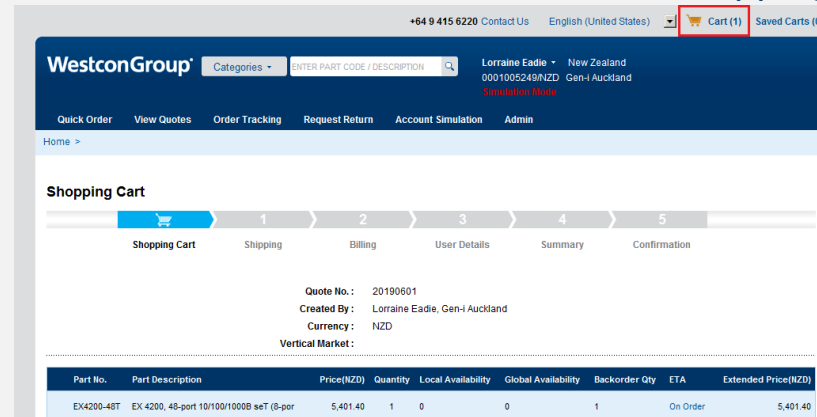 +64 9 415 6220 Contact Us English (United States) Cart (1) Saved Carts (
WestconGroup Categories ENTER PART CODE / DESCRIPTION Lorraine Eadie New Zealand
0001005249/NZD Gen-i Auckland
Simulation Mode
Quick Order View Quotes Order Tracking Request Return Account Simulation Admin
Home >
Shopping Cart
1 2 3 4 5
Shopping Cart Shipping Billing User Details Summary Confirmation
Quote No. : 20190601
Created By : Lorraine Eadie, Gen-i Auckland
Currency : NZD
Vertical Market :
Part No. Part Description Price(NZD) Quantity Local Availability Global Availability Backorder Qty ETA Extended Price(NZD)
EX4200-48T EX 4200, 48-port 10/100/1000B seT (8-por 5,401.40 1 0 0 1 On Order 5,401.40